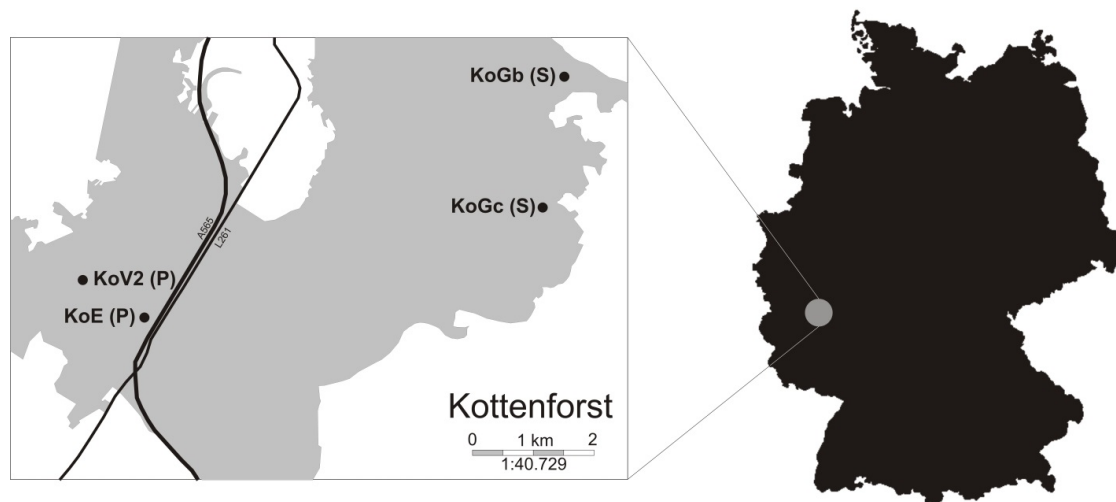 KoGb (S)
KoGc (S)
A565
L261
KoV2 (P)
KoE (P)
Kottenforst
0 1 km 2
1:40.729